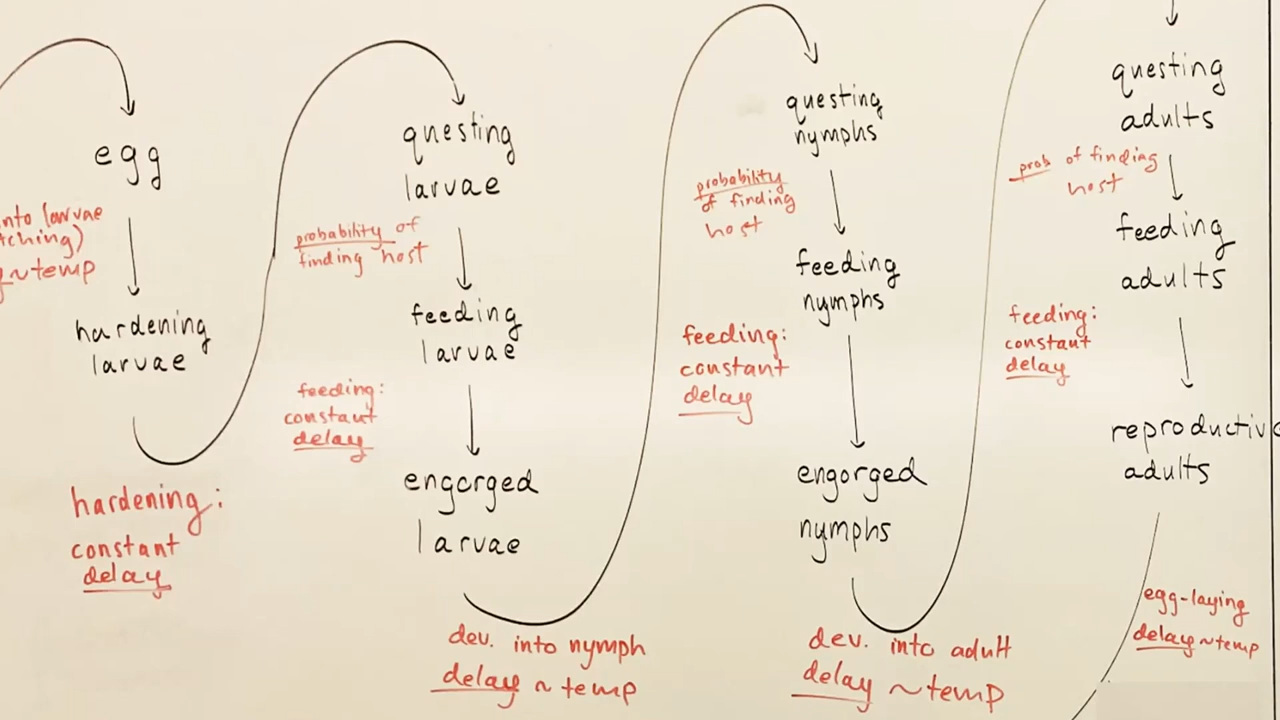 egg
into larvae
~temp
hardening
larvae
hardening:
constant
delay
questing
larvae
probability of
finding host
feeding
larvae
feeding:
constant
delay
engorged
larvae
dev. into nymph
delay ~ temp
questing
nymphs
probability
of finding
host
feeding
nymphs
feeding:
constant
delay
engorged
nymphs
dev. into adult
delay ~temp
questing
adults
prob of finding
host
feeding
adults
feeding:
constant
delay
reproductive
adults
egg-laying
delay ~temp